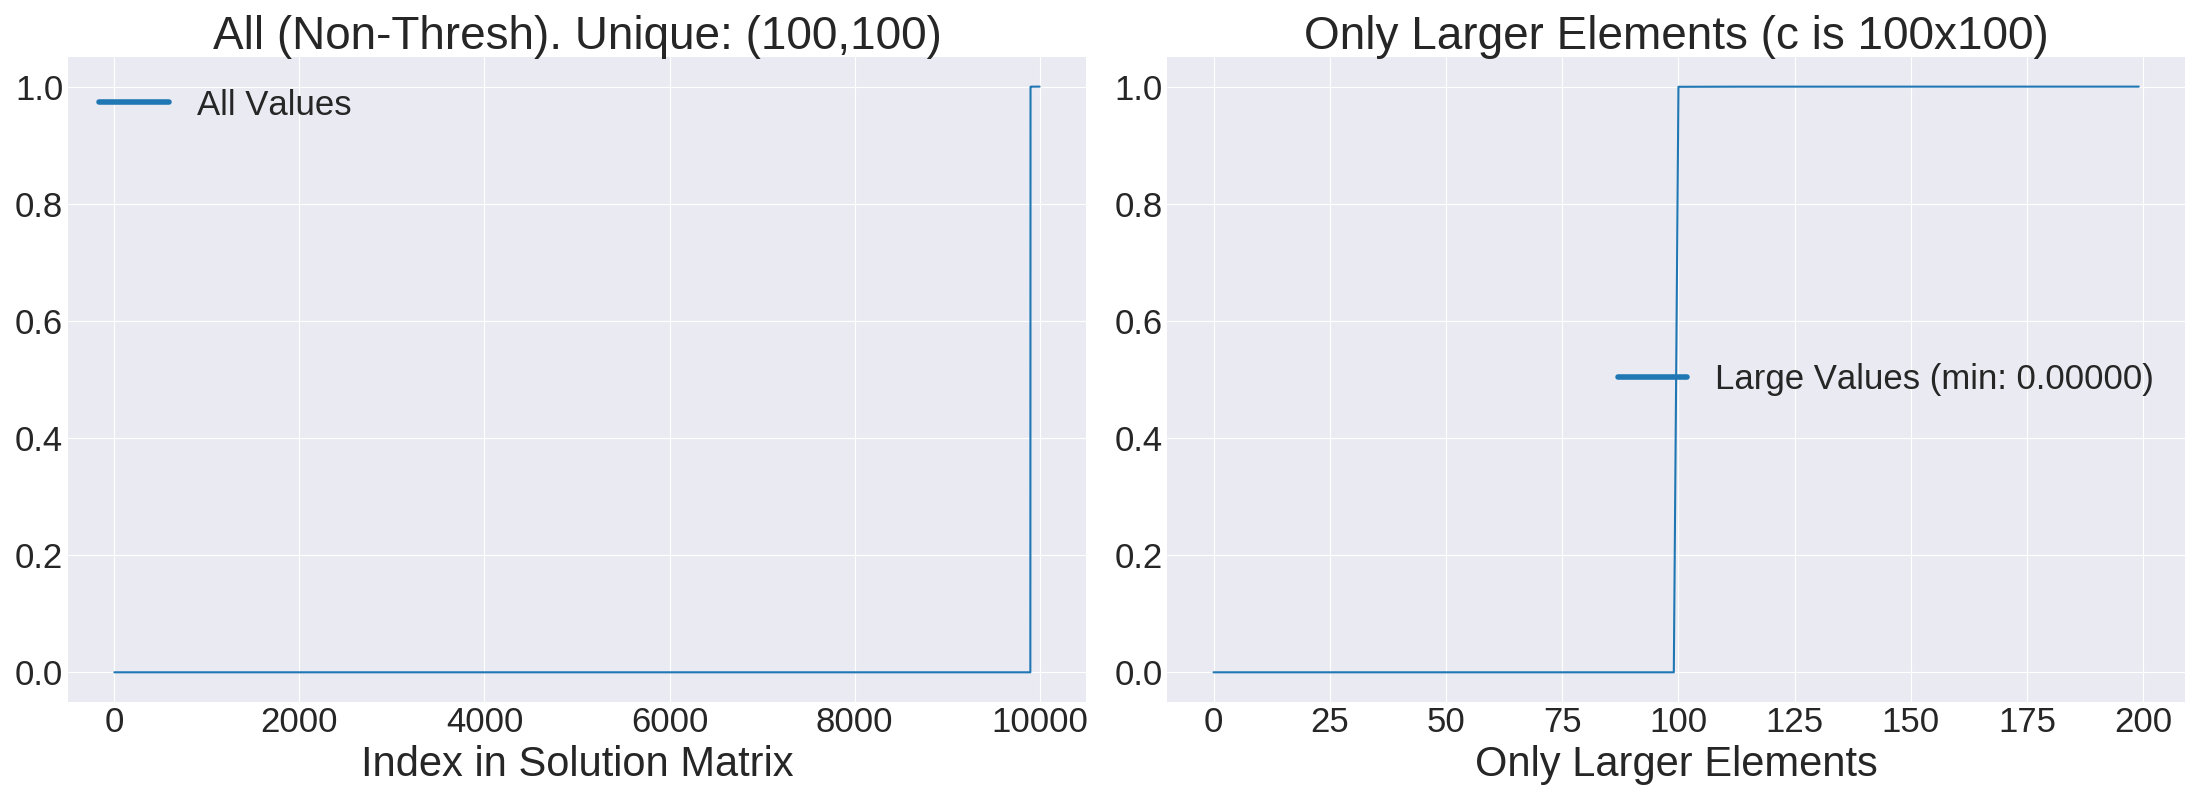 All (Non-Thresh). Unique: (100,100)
1.0
0.8
0.6
0.4
0.2
0.0
All Values
0 2000 4000 6000 8000 10000
Index in Solution Matrix
Only Larger Elements (c is 100x100)
1.0
0.8
0.6
0.4
0.2
0.0
Large Values (min: 0.00000)
0 25 50 75 100 125 150 175 200
Only Larger Elements